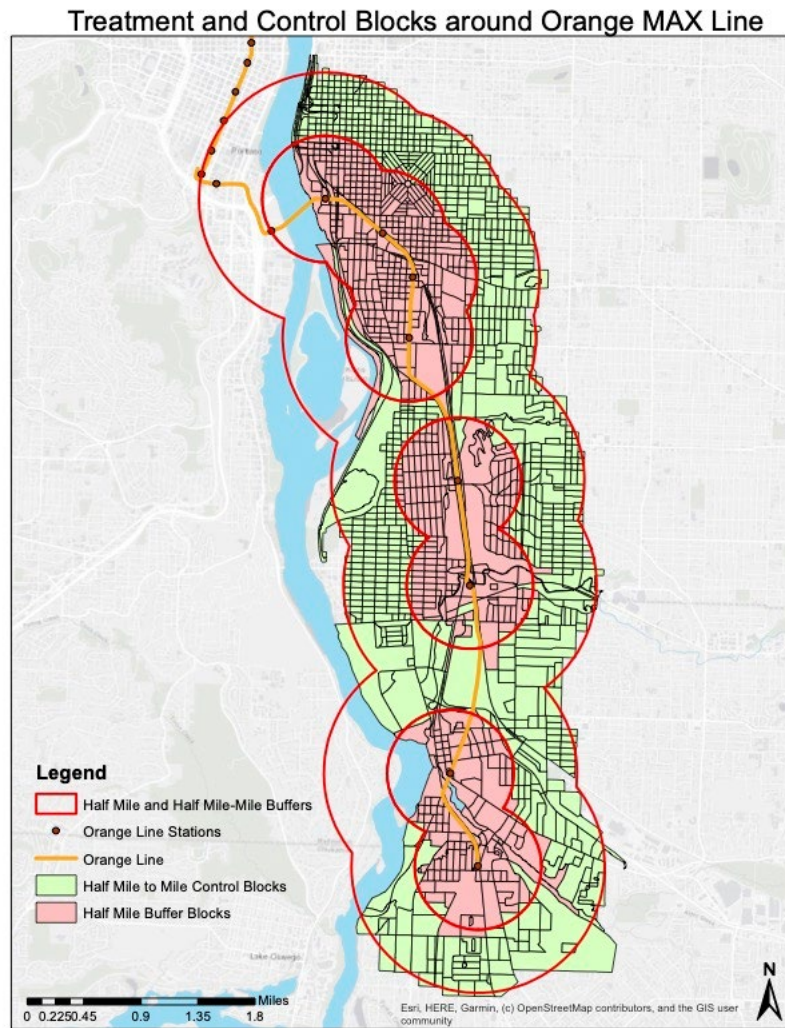 Treatment and Control Blocks around Orange MAX Line
Legend
Half Mile and Half Mile-Mile Buffers
Orange Line Stations
Orange Line
Half Mile to Mile Control Blocks
Half Mile Buffer Blocks
Lake Oswego
Miles
0 0.2250.45 0.9 1.35 1.8
N
Esri, HERE, Garmin, (c) OpenStreetMap contributors, and the GIS user
community